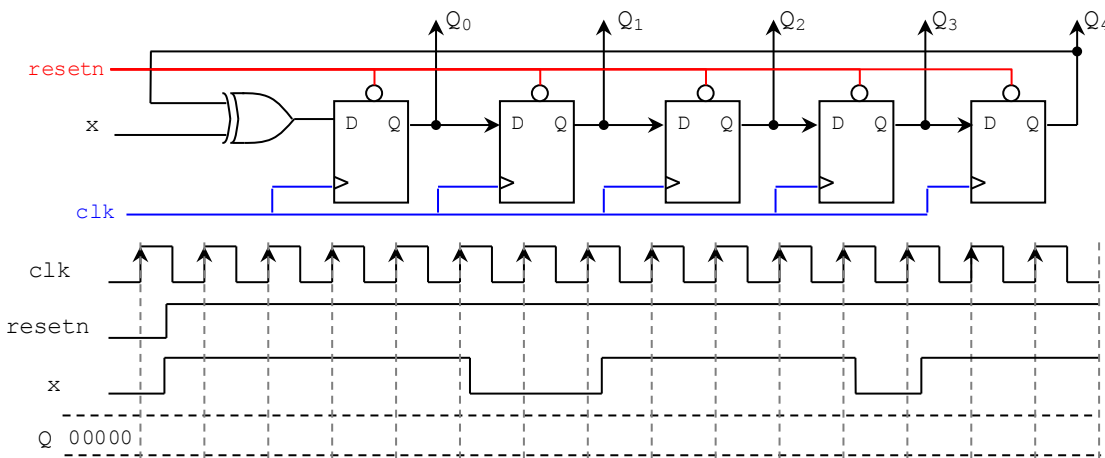 Q0 Q1 Q2 Q3 Q4
resetn
x
D Q D Q D Q D Q D Q
clk
clk
resetn
x
Q 00000